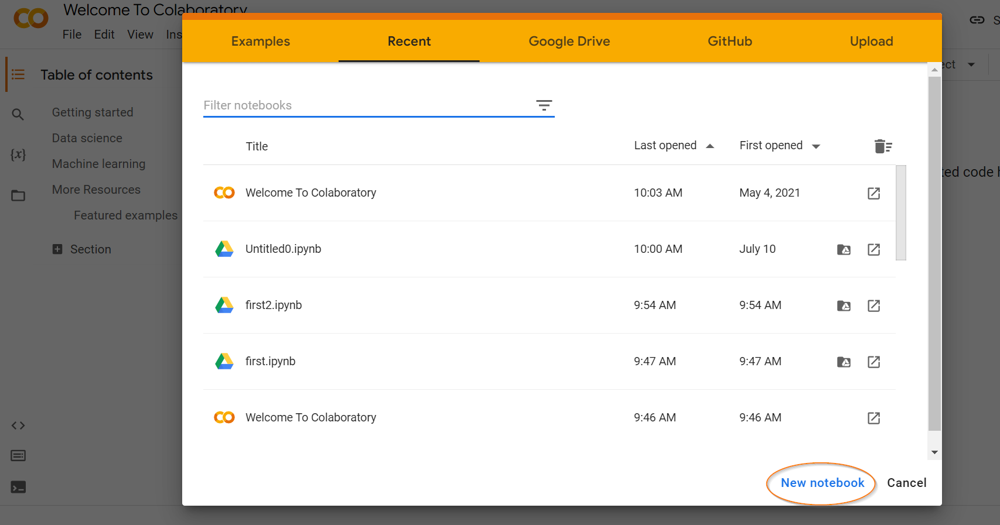 Welcome To Colaboratory
File Edit View Ins
Examples Recent Google Drive GitHub Upload
Table of contents
Getting started
Data science
Machine learning
More Resources
Featured examples
Section
{x}
Filter notebooks
Title Last opened First opened
Welcome To Colaboratory 10:03 AM May 4, 2021
Untitled0.ipynb 10:00 AM July 10
first2.ipynb 9:54 AM 9:54 AM
first.ipynb 9:47 AM 9:47 AM
Welcome To Colaboratory 9:46 AM 9:46 AM
New notebook Cancel
S
ect
ted code h